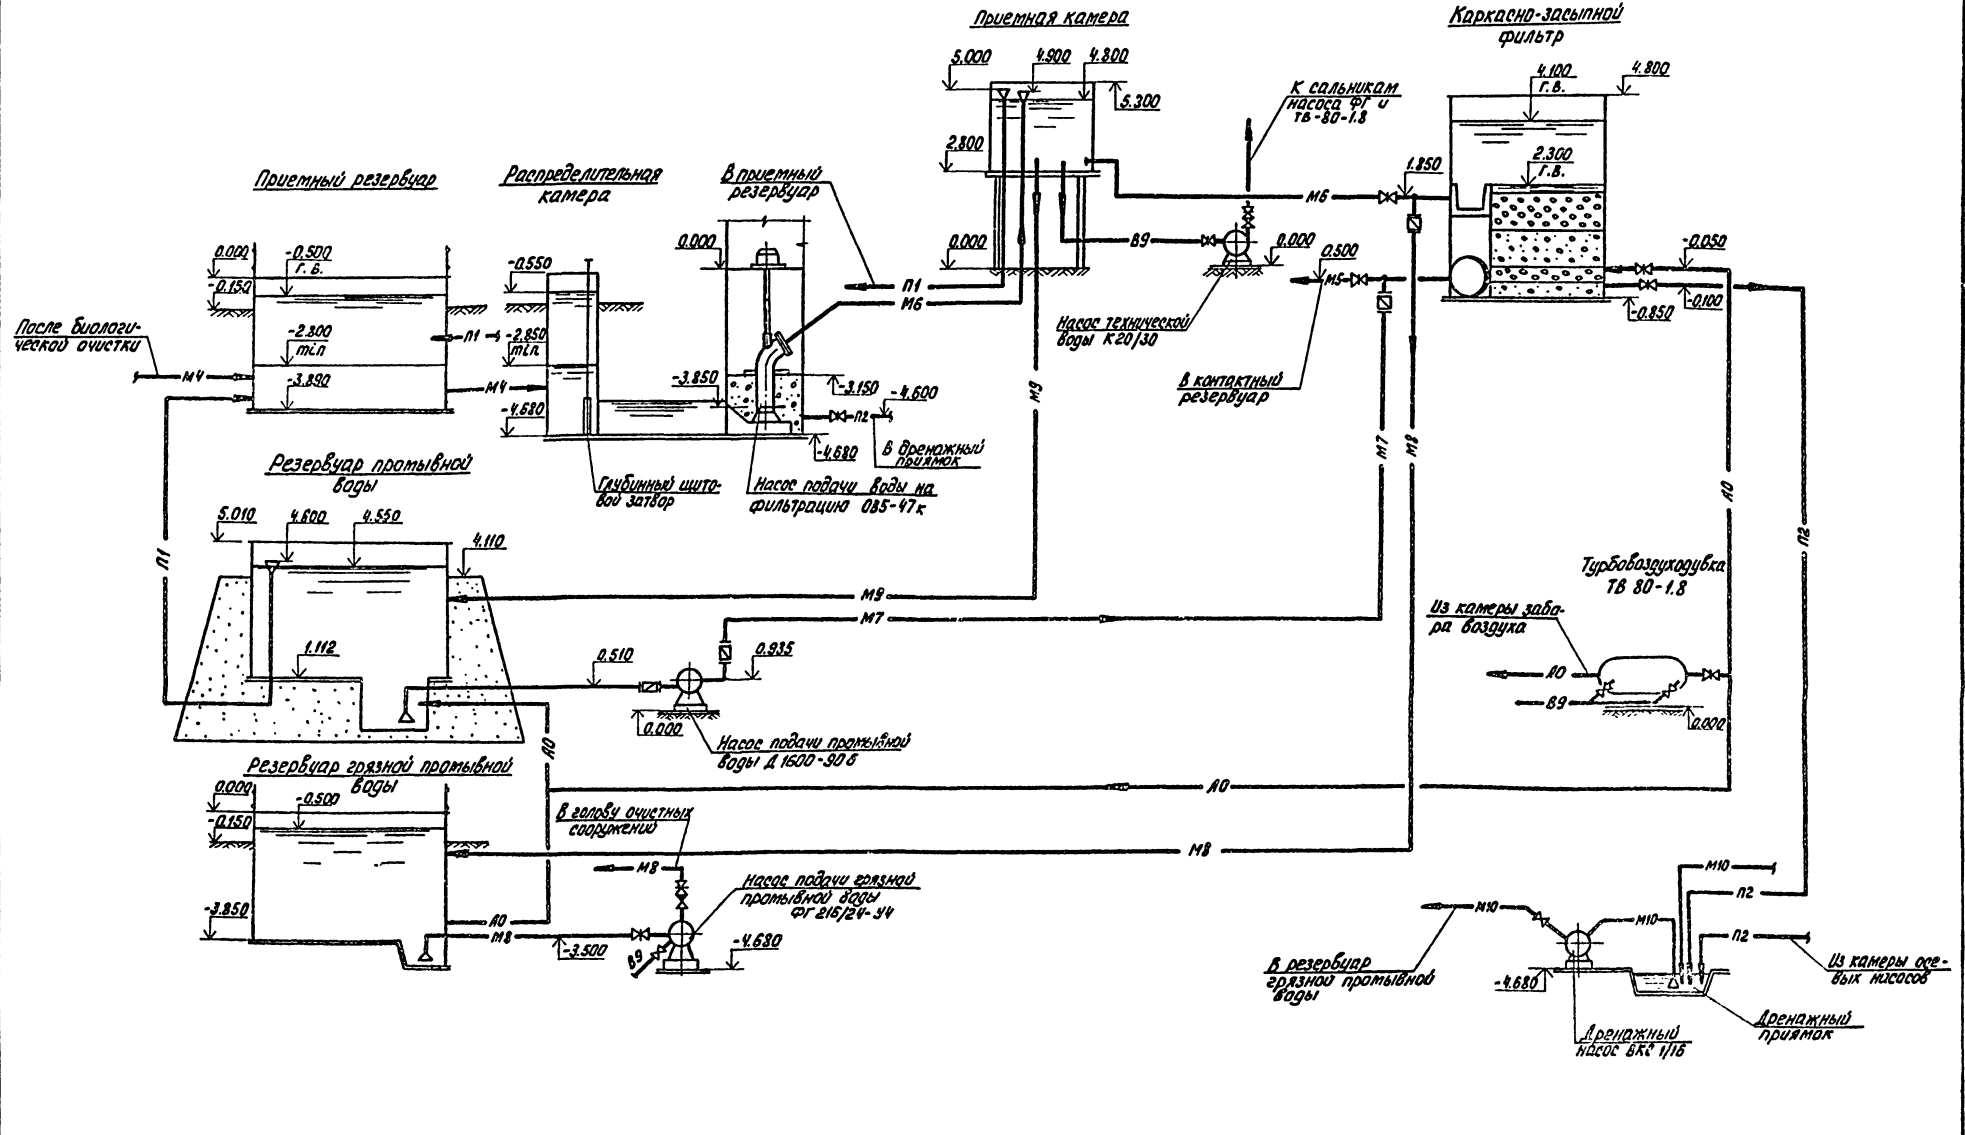 Приемная камера
Каркасно-засыпной
фильтр
5.000
4.900
4.800
5.300
2.800
0.000
К сальникам
насоса ФГ и
ТВ-80-1.8
4.100
г.в.
4.800
2.300
г.в.
1.850
М6
В9
0.000
0.500
М5
-0.050
-0.100
-0.850
Насос технической
воды К20/30
В контактный
резервуар
Приемный резервуар
0.000
-0.500
г.в.
-0.150
-2.800
min
-3.890
П1
После биологи-
ческой очистки
М4
М4
Распределительная
камера
-0.550
-2.850
min
-4.680
-3.850
В приемный
резервуар
0.000
П1
М6
-3.150
-4.600
П2
-4.680
В дренажный
приямок
Глубинный щито-
вой затвор
Насос подачи воды на
фильтрацию ОВ5-47к
М9
М7
М8
А0
П2
П1
Резервуар промывной
воды
5.010
4.600
4.550
4.110
1.112
М9
М7
0.510
0.935
0.000
Насос подачи промывной
воды Д 1600-90б
А0
Турбовоздуходувка
ТВ 80-1.8
Из камеры забо-
ра воздуха
А0
В9
0.000
А0
Резервуар грязной промывной
воды
0.000
-0.500
-0.150
-3.850
В голову очистных
сооружений
М8
М8
А0
М8
-3.500
В9
-4.680
Насос подачи грязной
промывной воды
ФГ 216/24-У4
М10
П2
М10
М10
П2
В резервуар
грязной промывной
воды
-4.680
Из камеры осе-
вых насосов
Дренажный
приямок
Дренажный
насос ВКС 1/16